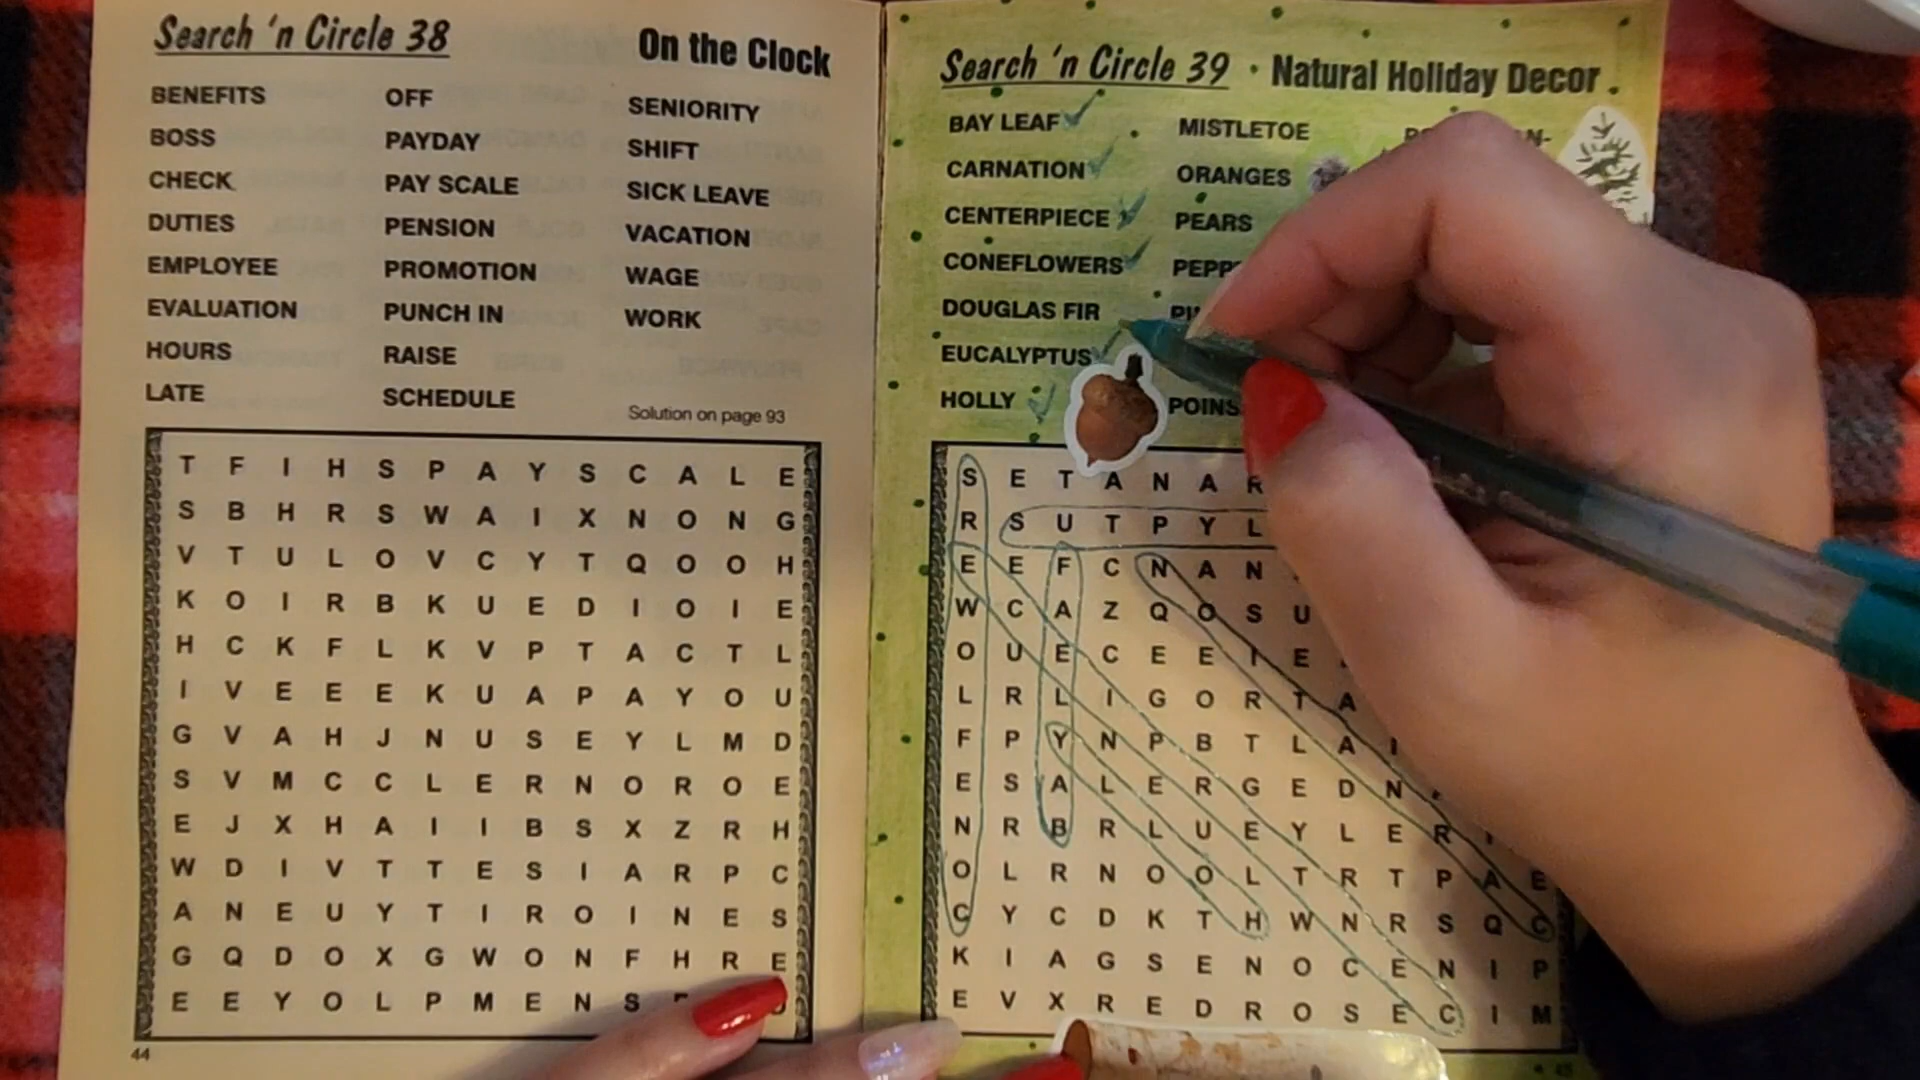 Search 'n Circle 38
On the Clock
BENEFITS
BOSS
CHECK
DUTIES
EMPLOYEE
EVALUATION
HOURS
LATE
OFF
PAYDAY
PAY SCALE
PENSION
PROMOTION
PUNCH IN
RAISE
SCHEDULE
SENIORITY
SHIFT
SICK LEAVE
VACATION
WAGE
WORK
Solution on page 93
T F I H S P A Y S C A L E
S B H R S W A I X N O N G
V T U L O V C Y T Q O O H
K O I R B K U E D I O I E
H C K F L K V P T A C T L
I V E E E K U A P A Y O U
G V A H J N U S E Y L M D
S V M C C L E R N O R O E
E J X H A I I B S X Z R H
W D I V T T E S I A R P C
A N E U Y T I R O I N E S
G Q D O X G W O N F H R E
E E Y O L P M E N S
44
Search 'n Circle 39 · Natural Holiday Decor
BAY LEAF
CARNATION
CENTERPIECE
CONEFLOWERS
DOUGLAS FIR
EUCALYPTUS
HOLLY
MISTLETOE
ORANGES
PEARS
S E T A N A R
R S U T P Y L
E E F C N A N
W C A Z Q O S U
O U E C E E I E
L R L I G O R T A
F P Y N P B T L A I
E S A L E R G E D N
N R B R L U E Y L E R
O L R N O O L T R T P A E
C Y C D K T H W N R S Q C
K I A G S E N O C E N I P
E V X R E D R O S E C I M
45